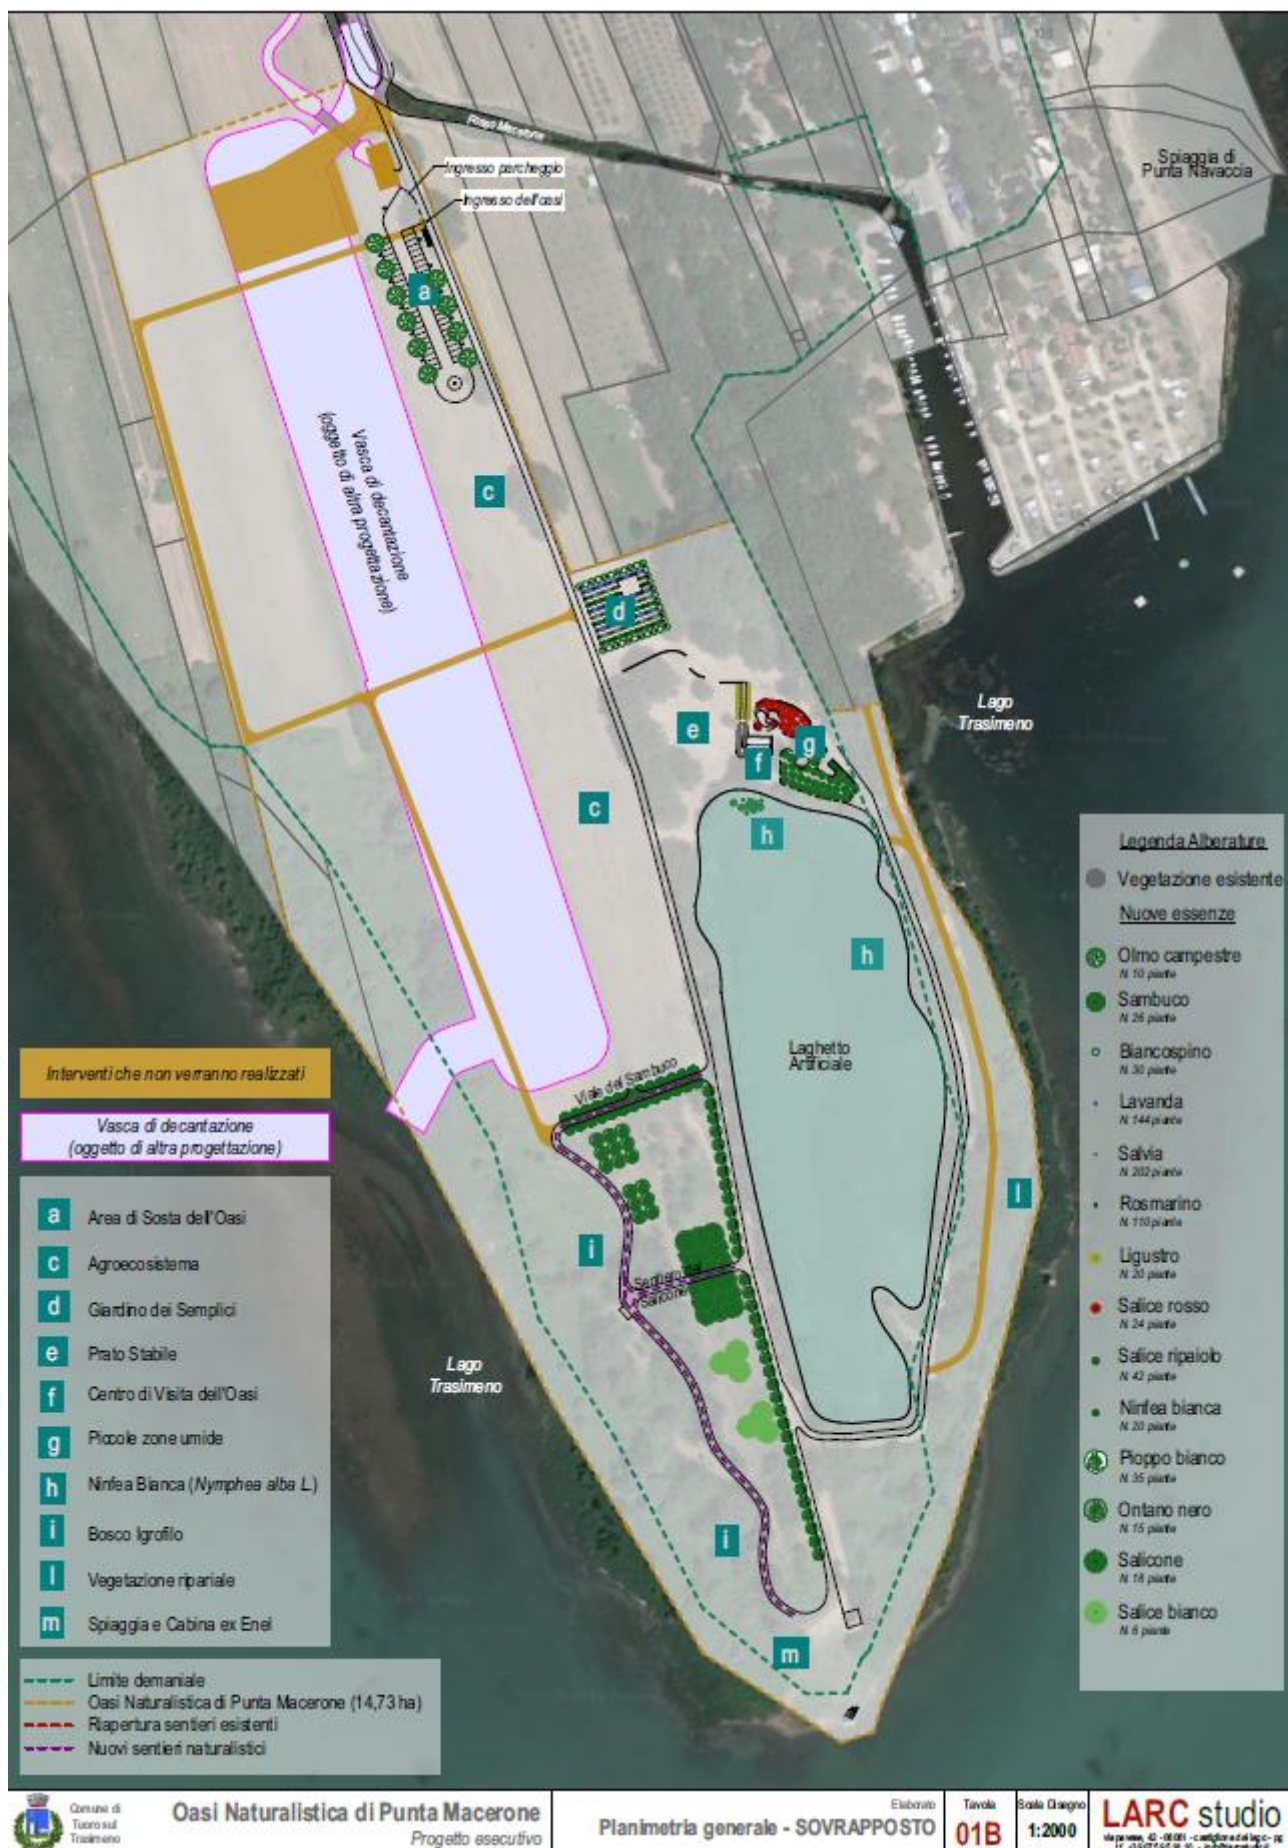 Fosso Macerone
Ingresso parcheggio
Ingresso dell'oasi
Spiaggia di
Punta Navaccia
a
Vasca di decantazione
(oggetto di altra progettazione)
c
d
e
g
f
Lago
Trasimeno
c
h
h
Laghetto
Artificiale
Viale del Sambuco
l
i
Sentiero del
Salicone
Lago
Trasimeno
i
m
Interventi che non verranno realizzati
Vasca di decantazione
(oggetto di altra progettazione)
a Area di Sosta dell'Oasi
c Agroecosistema
d Giardino dei Semplici
e Prato Stabile
f Centro di Visita dell'Oasi
g Piccole zone umide
h Ninfea Bianca (Nymphea alba L.)
i Bosco Igrofilo
l Vegetazione ripariale
m Spiaggia e Cabina ex Enel
Limite demaniale
Oasi Naturalistica di Punta Macerone (14,73 ha)
Riapertura sentieri esistenti
Nuovi sentieri naturalistici
Legenda Alberature
Vegetazione esistente
Nuove essenze
Olmo campestre
N. 10 piante
Sambuco
N. 26 piante
Biancospino
N. 30 piante
Lavanda
N. 144 piante
Salvia
N. 202 piante
Rosmarino
N. 110 piante
Ligustro
N. 20 piante
Salice rosso
N. 24 piante
Salice ripaiolo
N. 42 piante
Ninfea bianca
N. 20 piante
Pioppo bianco
N. 35 piante
Ontano nero
N. 15 piante
Salicone
N. 18 piante
Salice bianco
N. 6 piante
Comune di
Tuoro sul
Trasimeno
Oasi Naturalistica di Punta Macerone
Progetto esecutivo
Elaborato
Planimetria generale - SOVRAPPOSTO
Tavola
01B
Scala Disegno
1:2000
LARC studio